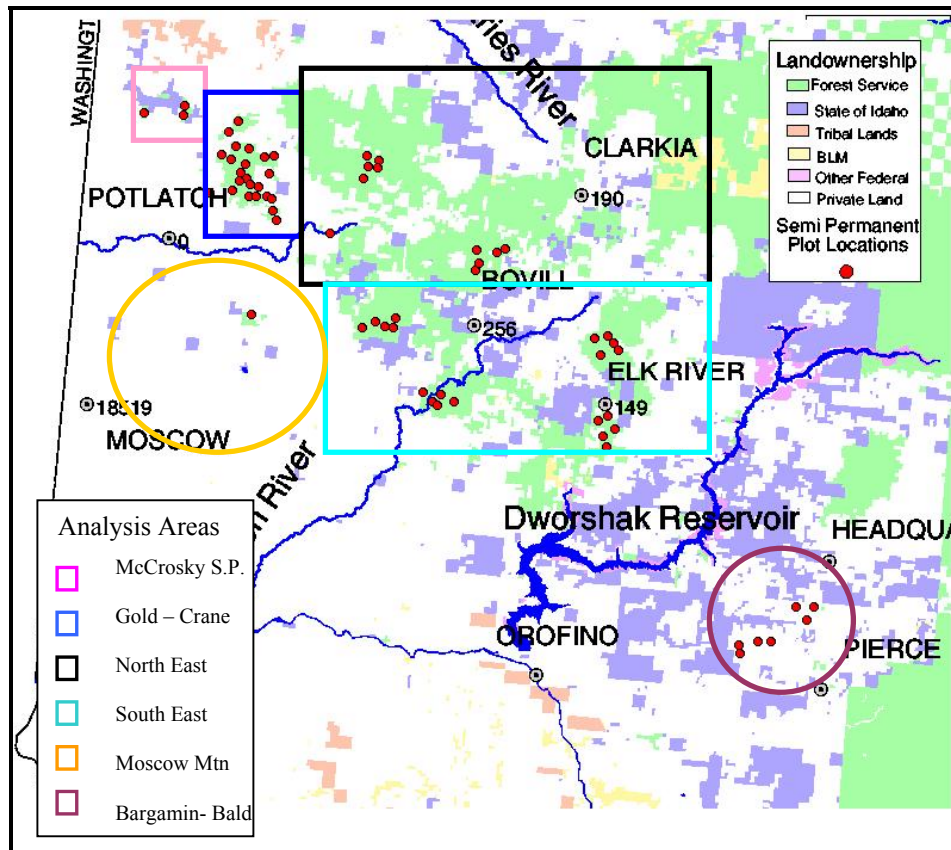 WASHINGT
ries River
Landownership
Forest Service
State of Idaho
Tribal Lands
BLM
Other Federal
Private Land
Semi Permanent
Plot Locations
CLARKIA
190
POTLATCH
0
BOVILL
256
ELK RIVER
149
18519
MOSCOW
River
Dworshak Reservoir
HEADQUA
OROFINO
PIERCE
Analysis Areas
McCrosky S.P.
Gold – Crane
North East
South East
Moscow Mtn
Bargamin- Bald